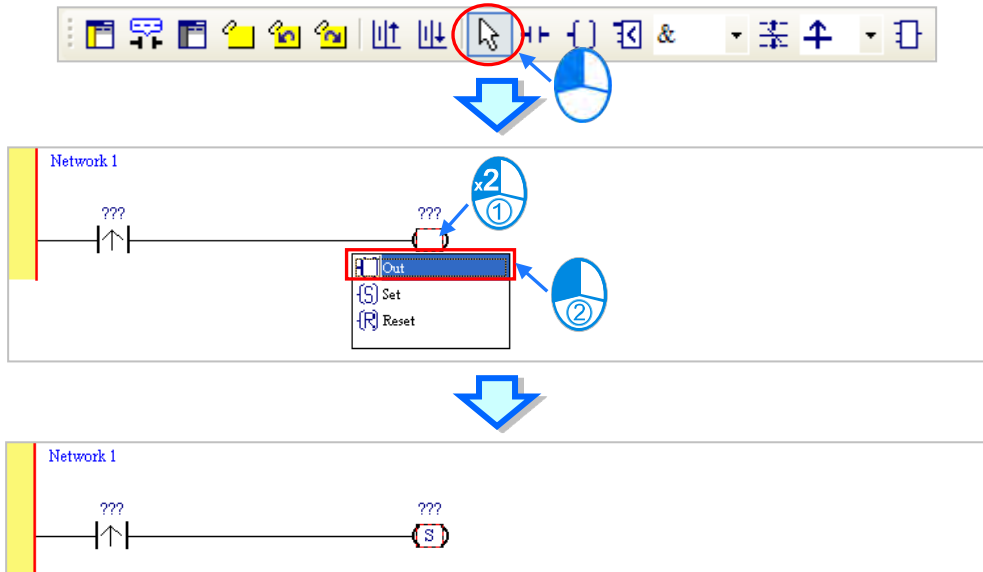 &
Network 1
???
???
x2
①
Out
(S) Set
(R) Reset
②
Network 1
???
???
S